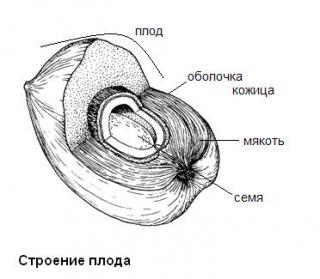 плод
оболочка
кожица
мякоть
семя
Строение плода